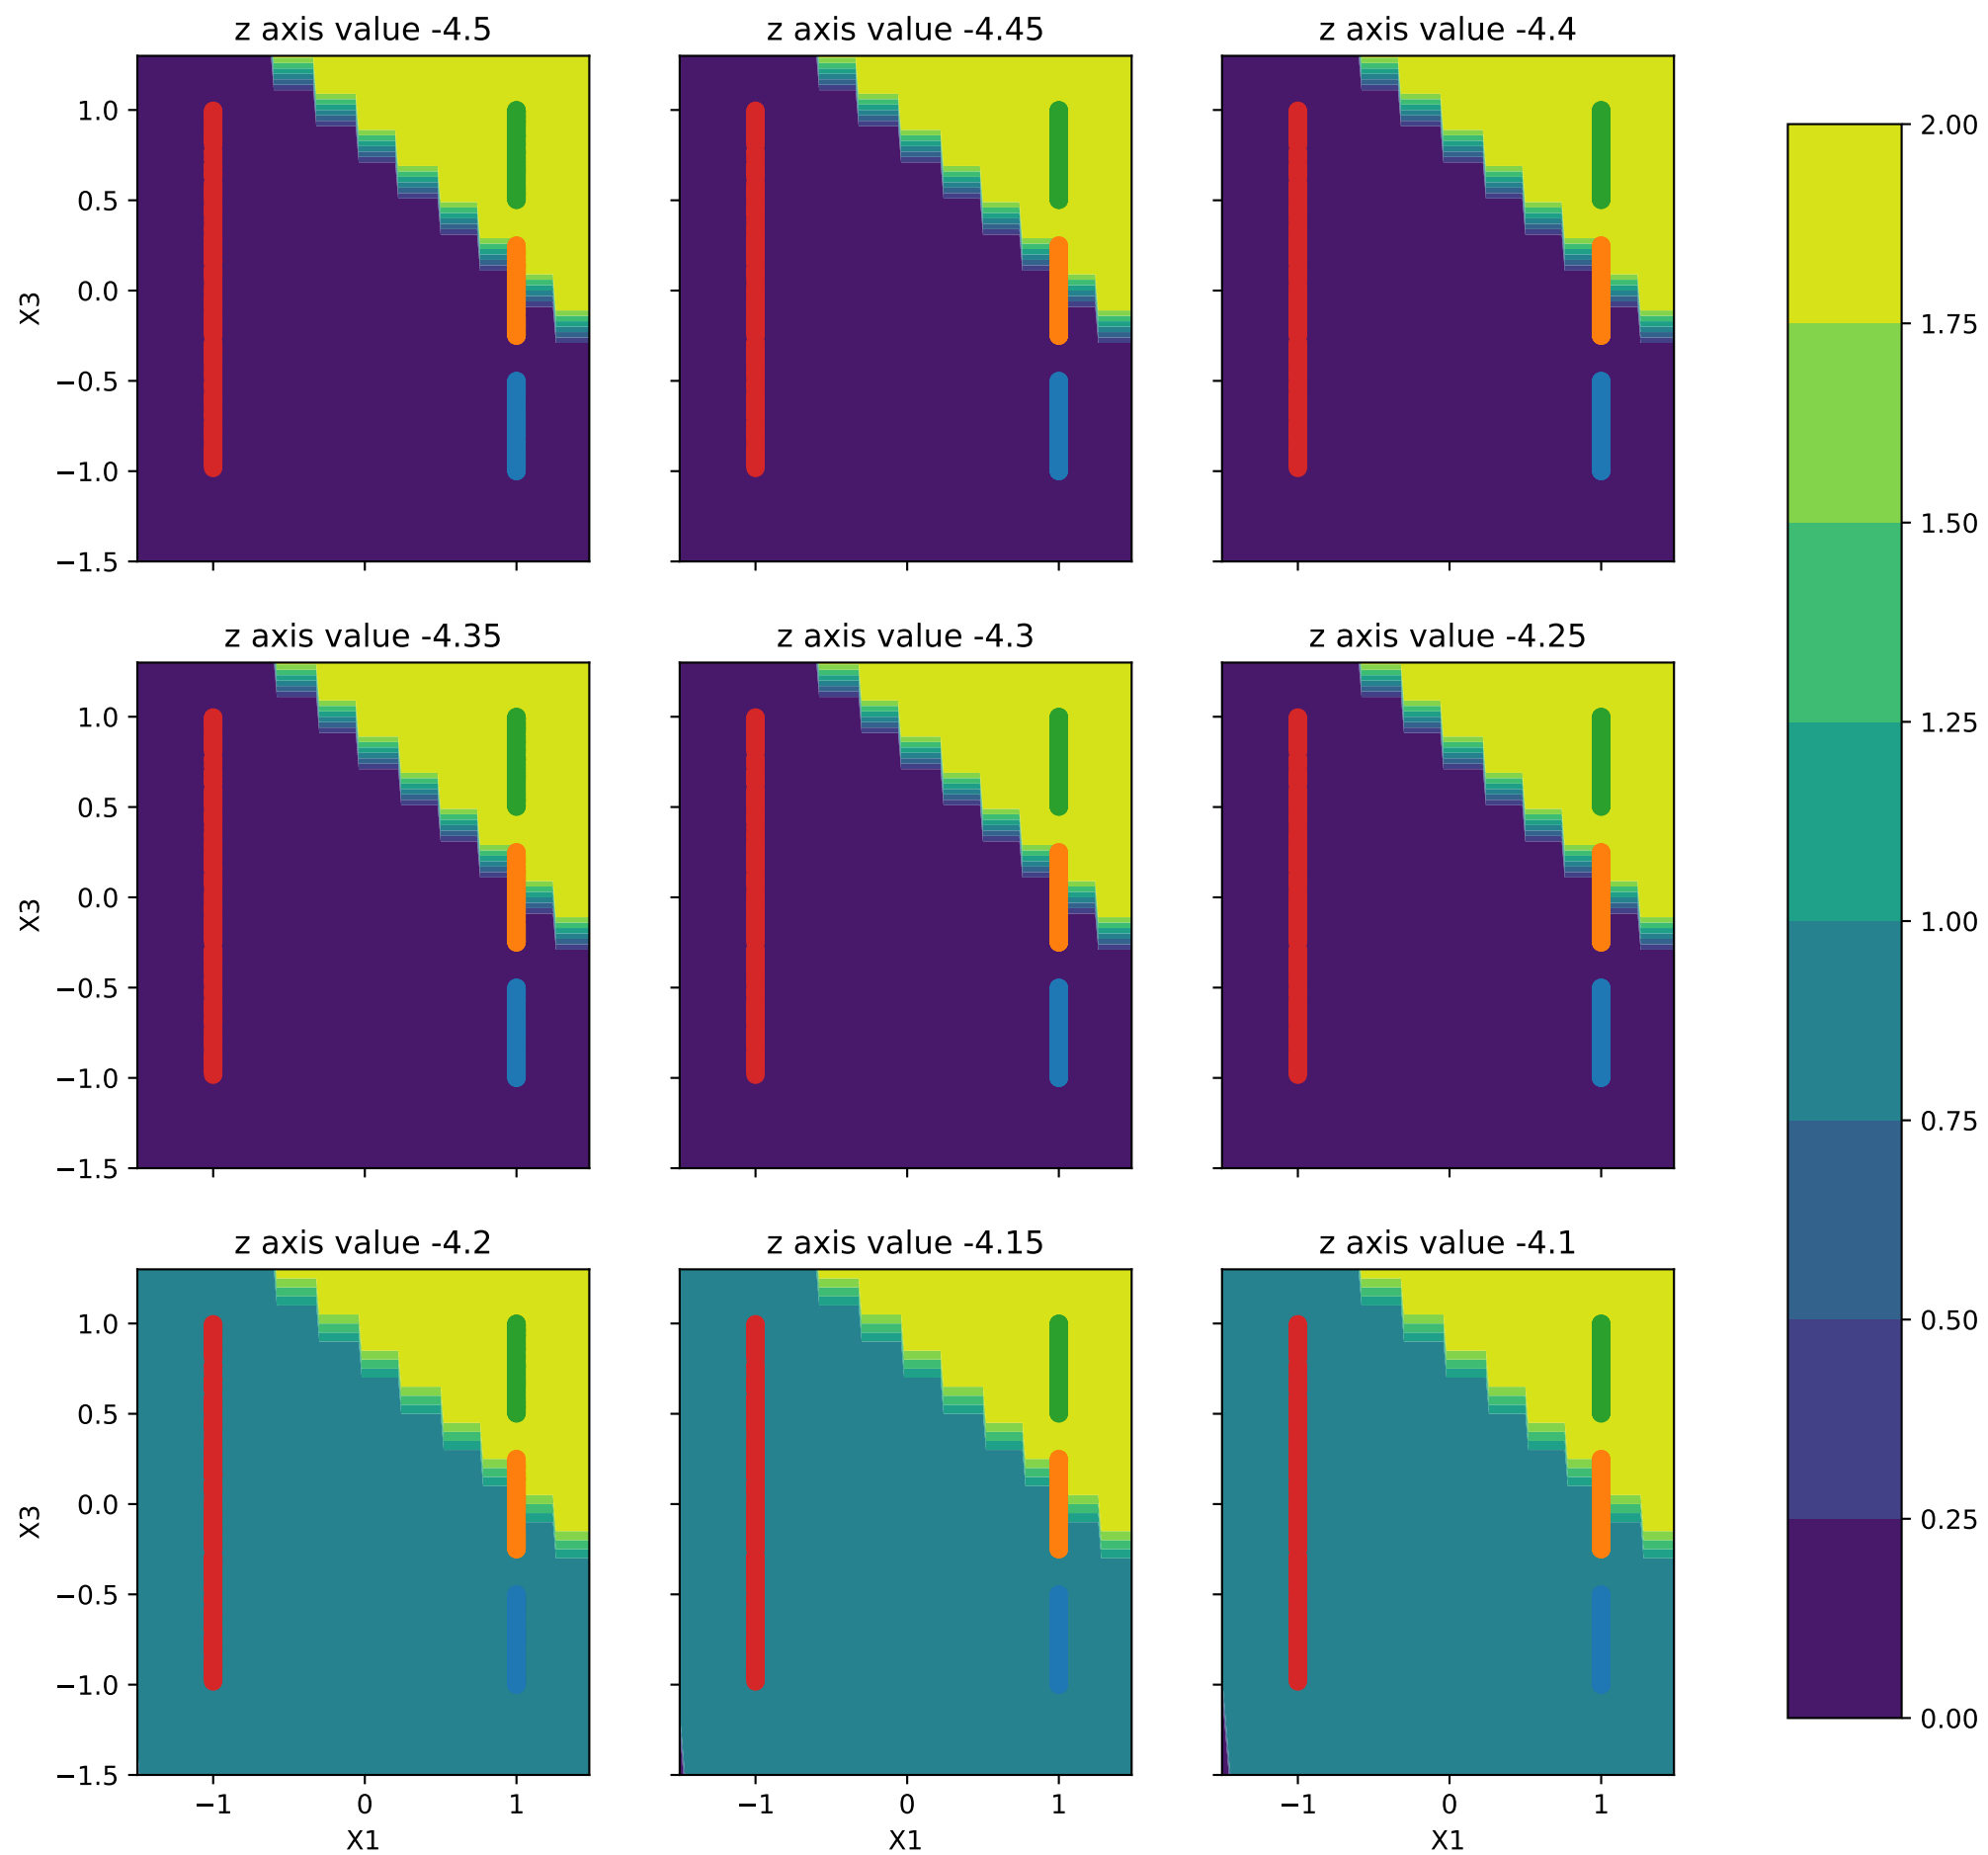 z axis value -4.5
z axis value -4.45
z axis value -4.4
1.0
0.5
0.0
−0.5
−1.0
−1.5
X3
z axis value -4.35
z axis value -4.3
z axis value -4.25
1.0
0.5
0.0
−0.5
−1.0
−1.5
X3
z axis value -4.2
z axis value -4.15
z axis value -4.1
1.0
0.5
0.0
−0.5
−1.0
−1.5
X3
−1 0 1
X1
−1 0 1
X1
−1 0 1
X1
2.00
1.75
1.50
1.25
1.00
0.75
0.50
0.25
0.00